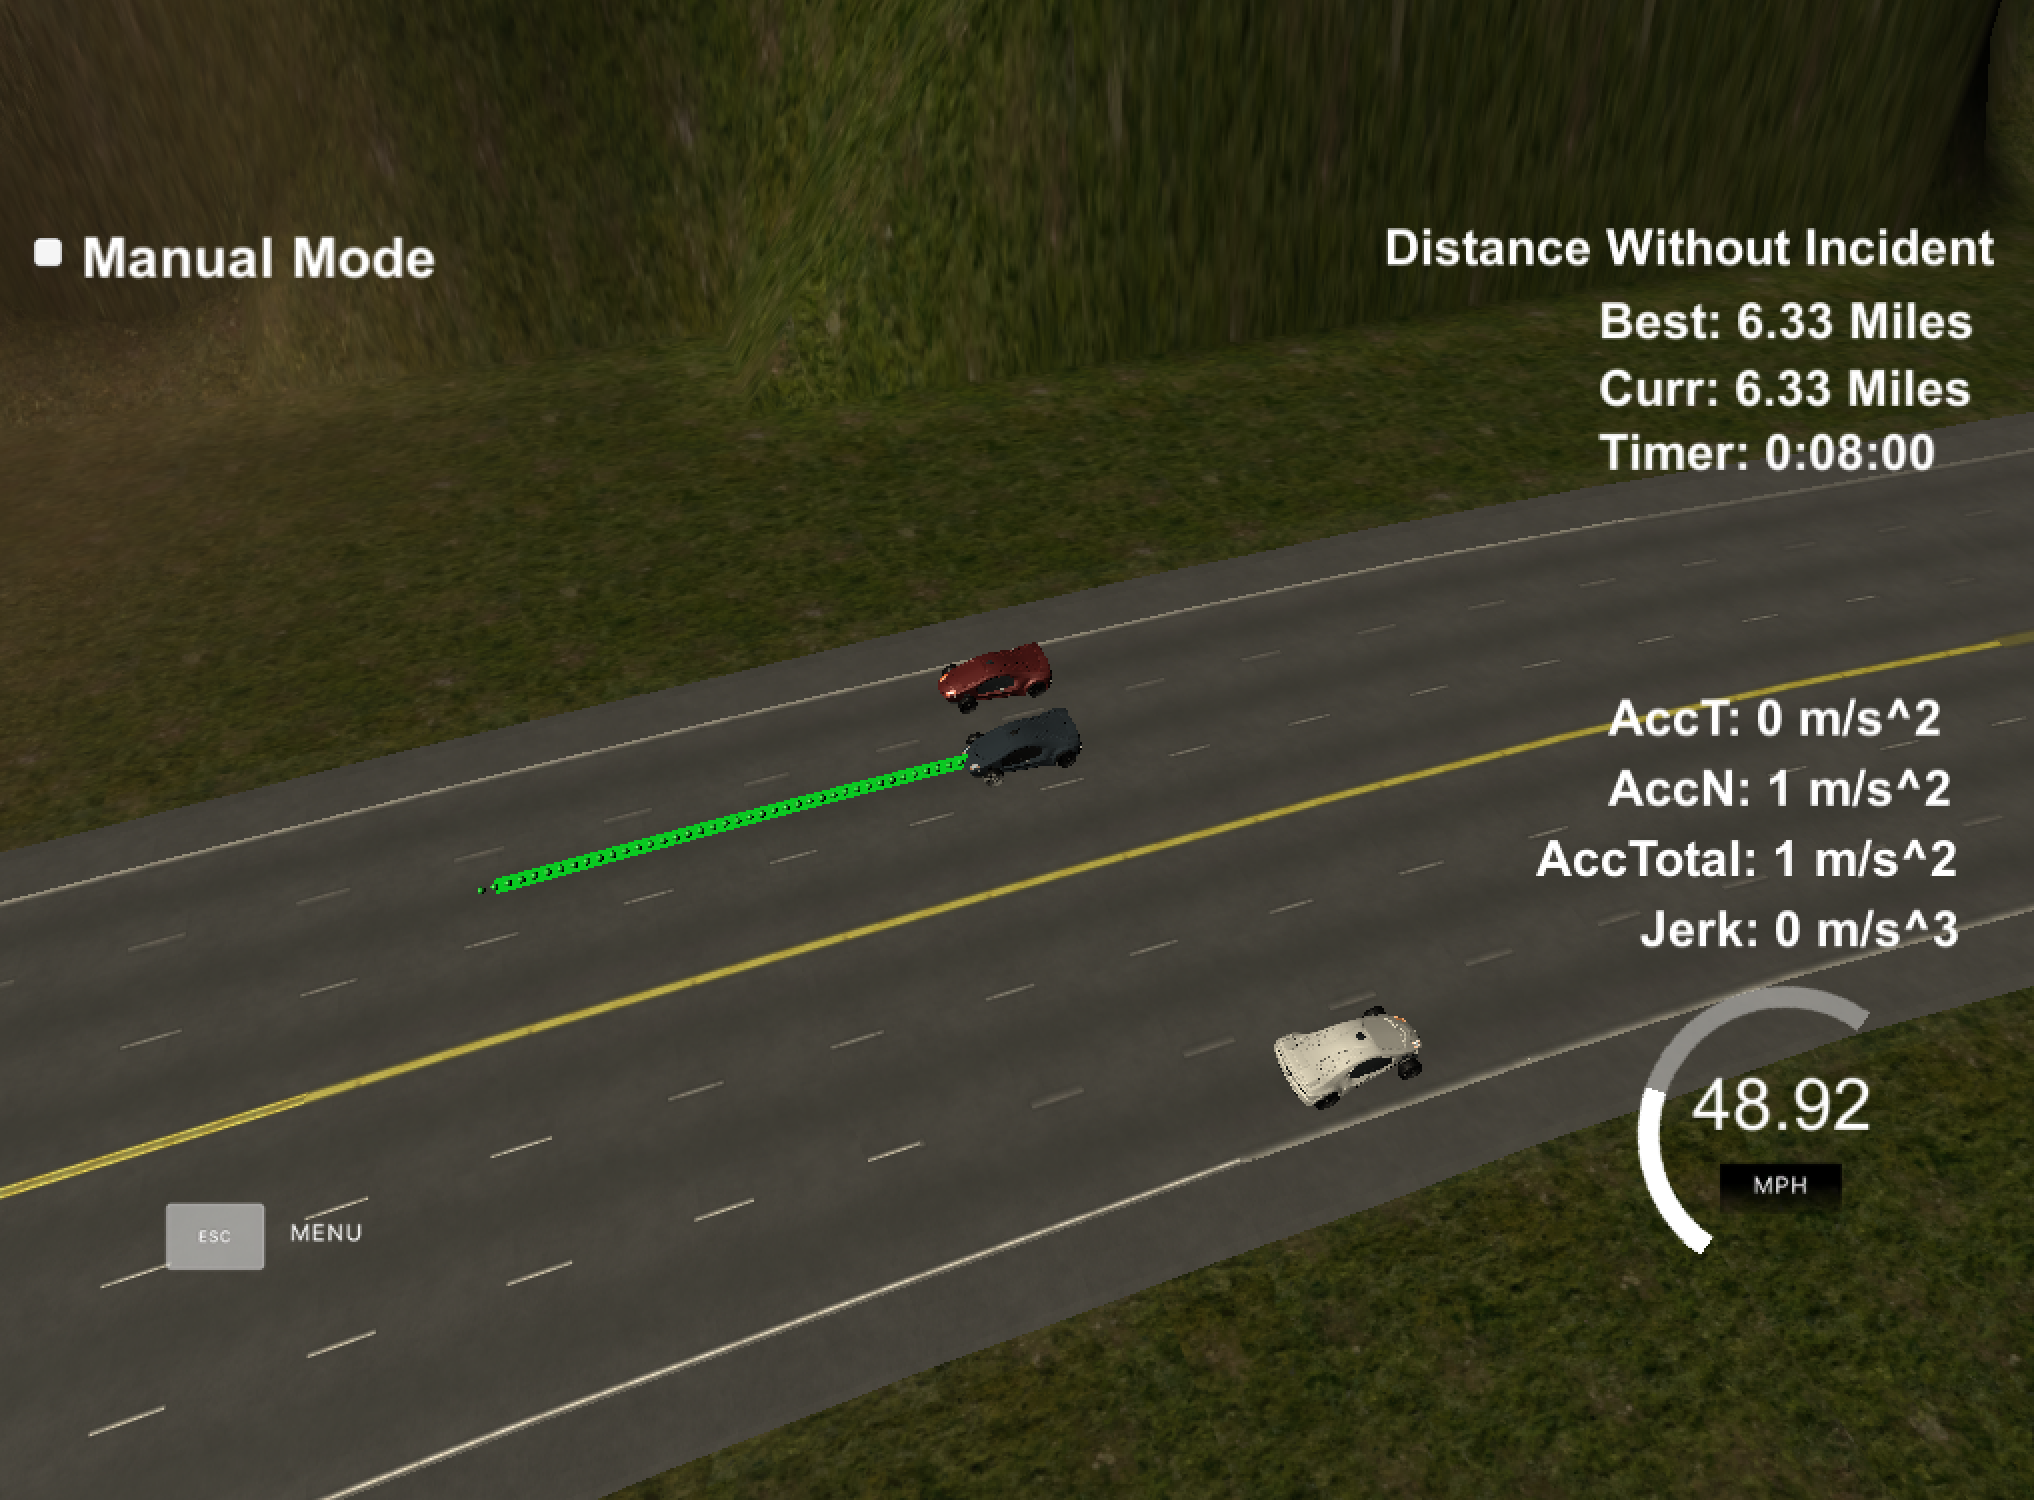 Manual Mode
Distance Without Incident
Best: 6.33 Miles
Curr: 6.33 Miles
Timer: 0:08:00
AccT: 0 m/s^2
AccN: 1 m/s^2
AccTotal: 1 m/s^2
Jerk: 0 m/s^3
48.92
MPH
ESC MENU